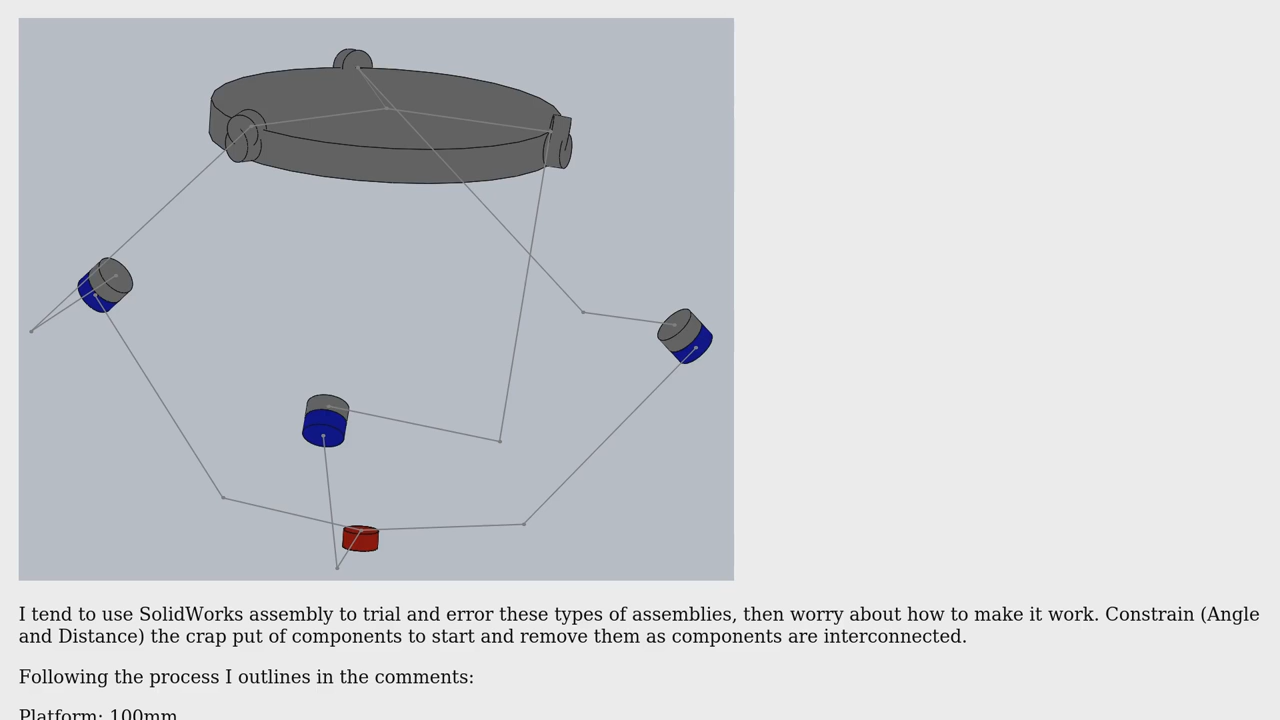 I tend to use SolidWorks assembly to trial and error these types of assemblies, then worry about how to make it work. Constrain (Angle
and Distance) the crap put of components to start and remove them as components are interconnected.
Following the process I outlines in the comments:
Platform: 100mm